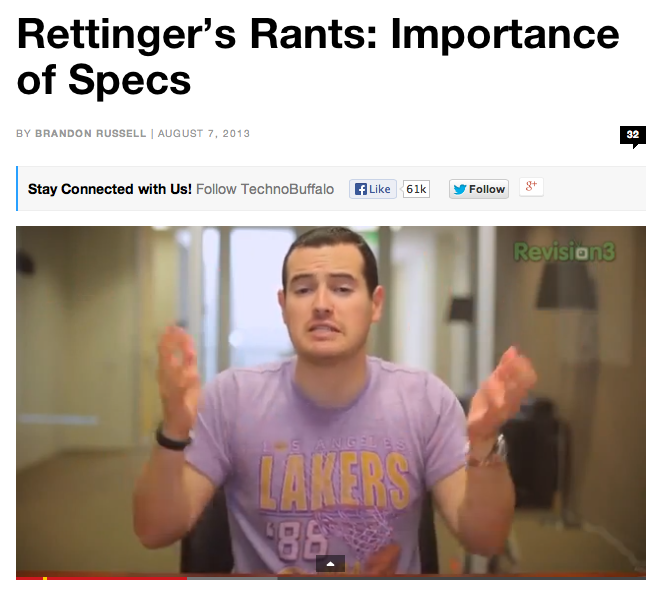 Rettinger’s Rants: Importance
of Specs
BY BRANDON RUSSELL | AUGUST 7, 2013
32
Stay Connected with Us! Follow TechnoBuffalo
Like
61k
Follow
g+
Revision3
LOS ANGELES
LAKERS
'88